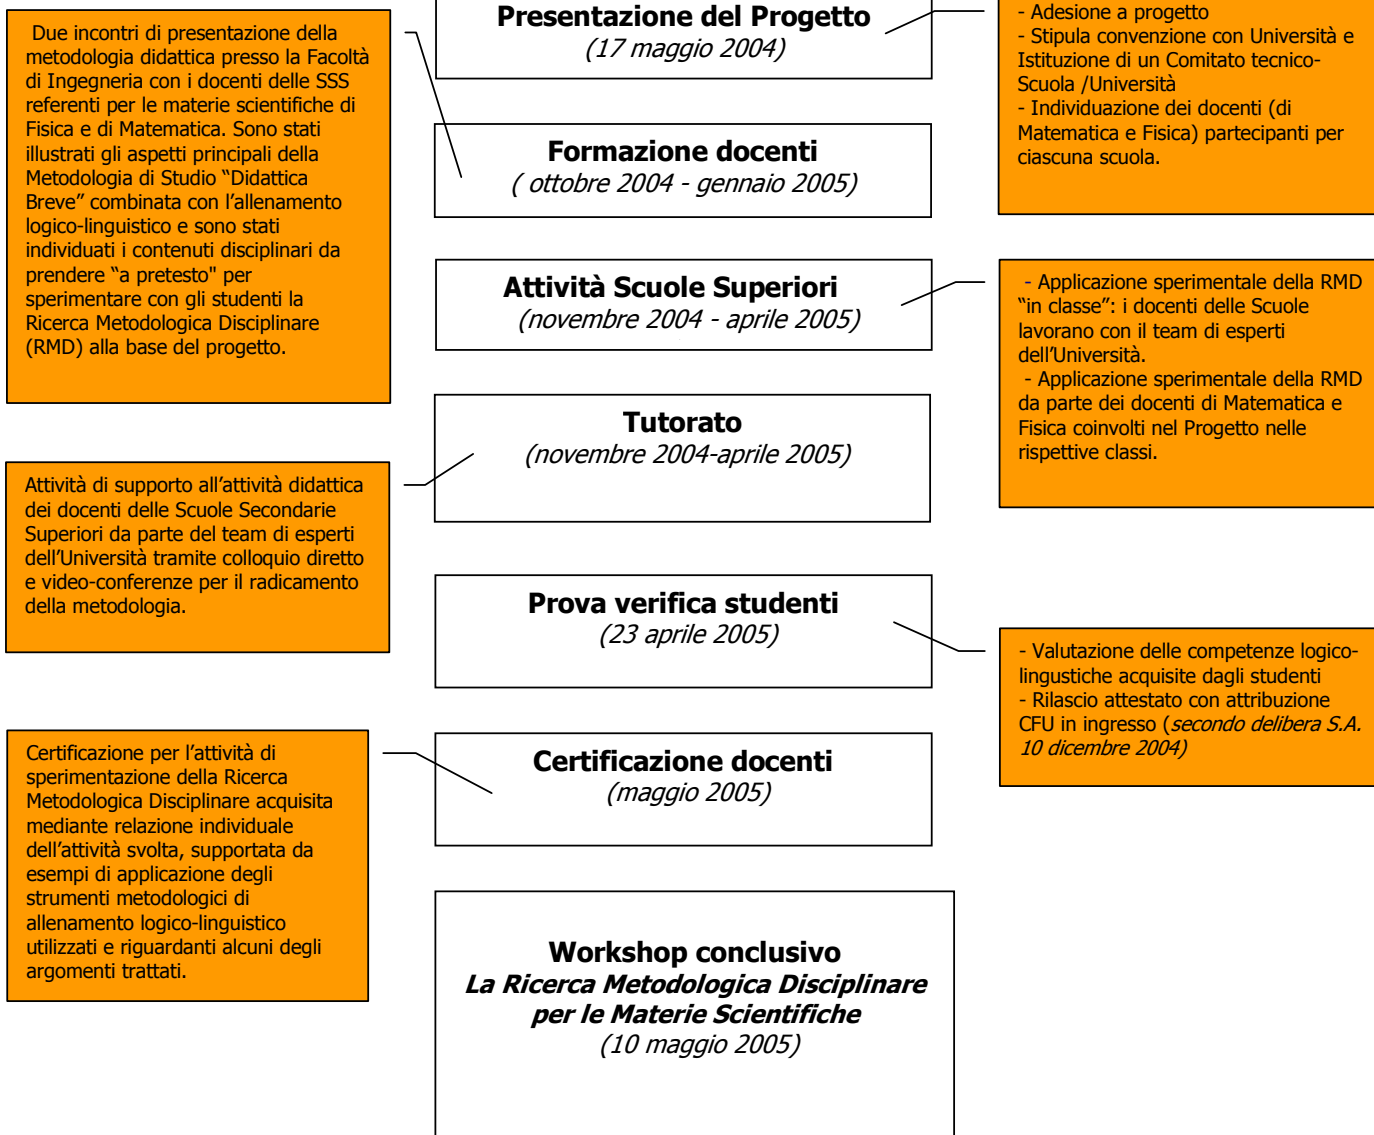 Presentazione del Progetto
(17 maggio 2004)
- Adesione a progetto
- Stipula convenzione con Università e
Istituzione di un Comitato tecnico-
Scuola /Università
- Individuazione dei docenti (di
Matematica e Fisica) partecipanti per
ciascuna scuola.
Due incontri di presentazione della
metodologia didattica presso la Facoltà
di Ingegneria con i docenti delle SSS
referenti per le materie scientifiche di
Fisica e di Matematica. Sono stati
illustrati gli aspetti principali della
Metodologia di Studio “Didattica
Breve” combinata con l’allenamento
logico-linguistico e sono stati
individuati i contenuti disciplinari da
prendere “a pretesto" per
sperimentare con gli studenti la
Ricerca Metodologica Disciplinare
(RMD) alla base del progetto.
Formazione docenti
( ottobre 2004 - gennaio 2005)
Attività Scuole Superiori
(novembre 2004 - aprile 2005)
- Applicazione sperimentale della RMD
“in classe”: i docenti delle Scuole
lavorano con il team di esperti
dell’Università.
- Applicazione sperimentale della RMD
da parte dei docenti di Matematica e
Fisica coinvolti nel Progetto nelle
rispettive classi.
Tutorato
(novembre 2004-aprile 2005)
Attività di supporto all’attività didattica
dei docenti delle Scuole Secondarie
Superiori da parte del team di esperti
dell’Università tramite colloquio diretto
e video-conferenze per il radicamento
della metodologia.
Prova verifica studenti
(23 aprile 2005)
- Valutazione delle competenze logico-
lingustiche acquisite dagli studenti
- Rilascio attestato con attribuzione
CFU in ingresso (secondo delibera S.A.
10 dicembre 2004)
Certificazione per l’attività di
sperimentazione della Ricerca
Metodologica Disciplinare acquisita
mediante relazione individuale
dell’attività svolta, supportata da
esempi di applicazione degli
strumenti metodologici di
allenamento logico-linguistico
utilizzati e riguardanti alcuni degli
argomenti trattati.
Certificazione docenti
(maggio 2005)
Workshop conclusivo
La Ricerca Metodologica Disciplinare
per le Materie Scientifiche
(10 maggio 2005)